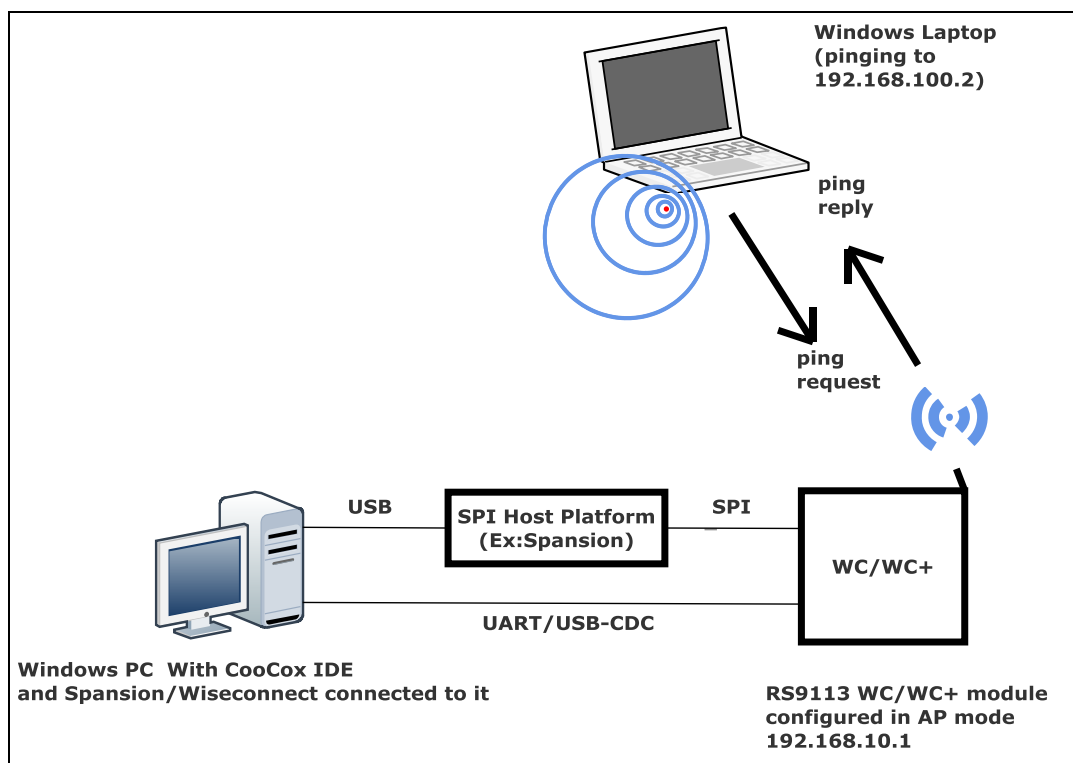 Windows Laptop
(pinging to
192.168.100.2)
ping
reply
ping
request
USB
SPI Host Platform
(Ex:Spansion)
SPI
WC/WC+
UART/USB-CDC
Windows PC  With CooCox IDE
and Spansion/Wiseconnect connected to it
RS9113 WC/WC+ module
configured in AP mode
192.168.10.1